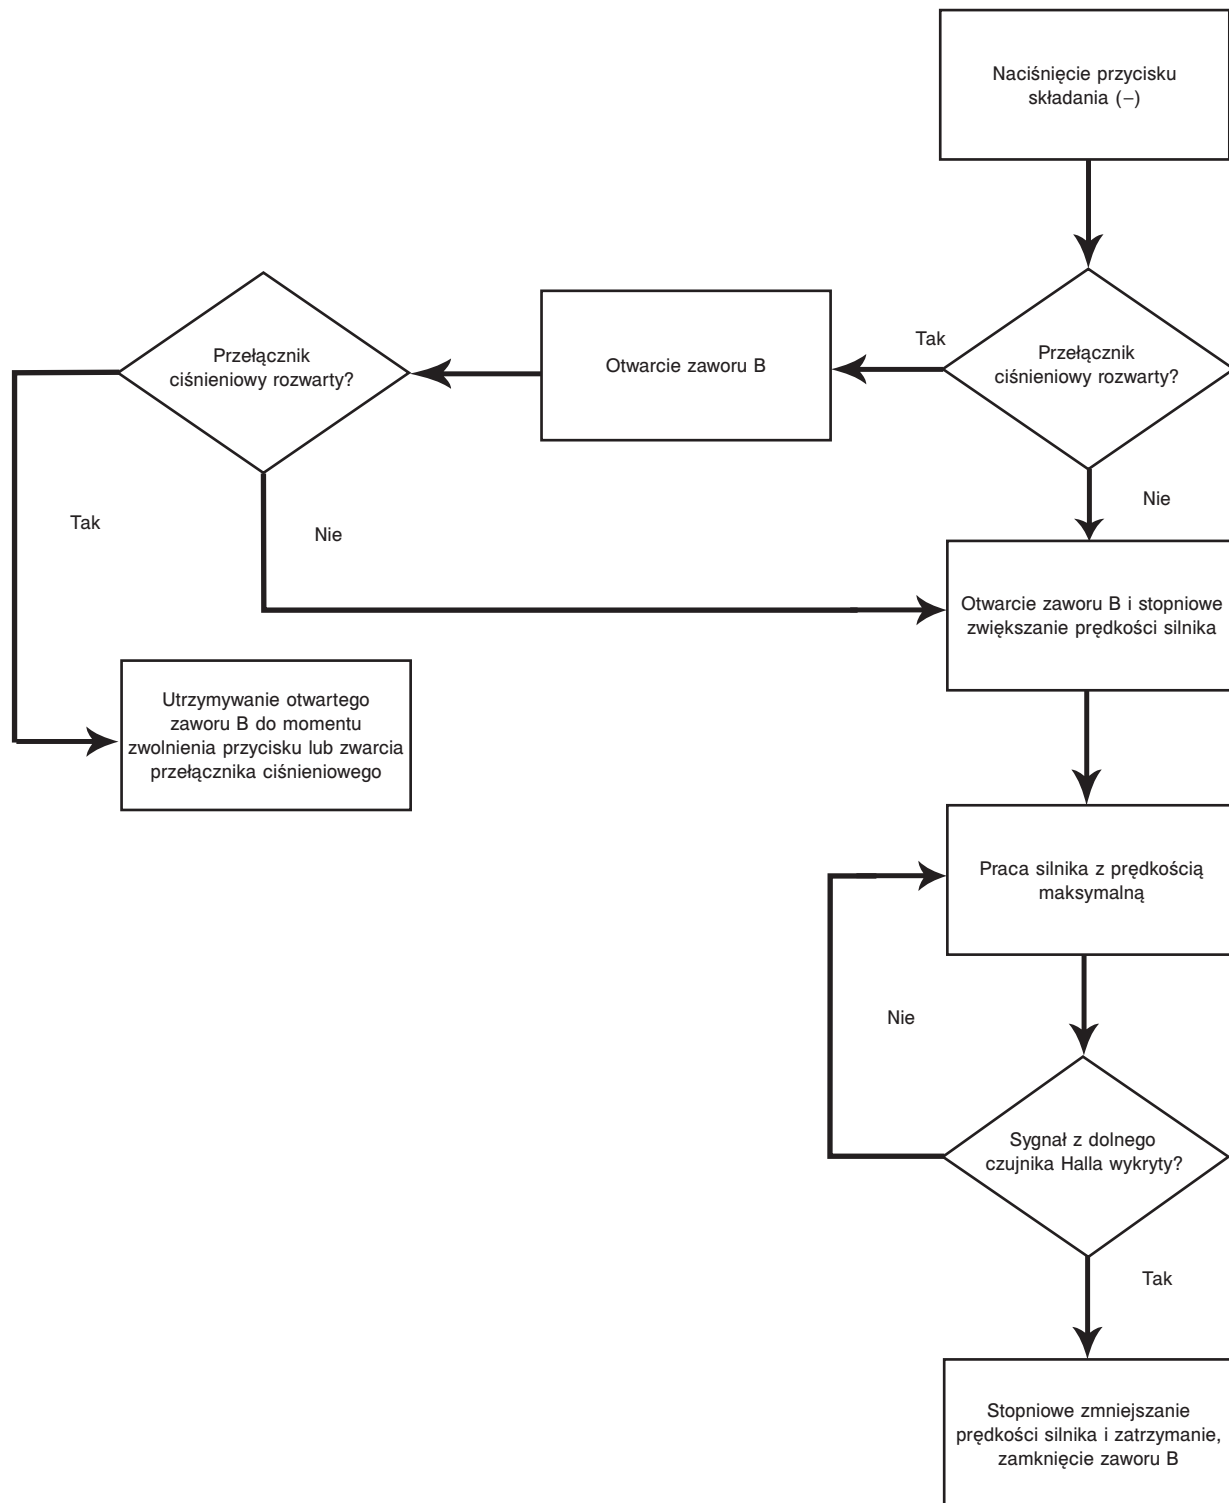 Naciśnięcie przycisku
składania (–)
Przełącznik
ciśnieniowy rozwarty?
Tak
Otwarcie zaworu B
Przełącznik
ciśnieniowy rozwarty?
Nie
Tak
Nie
Otwarcie zaworu B i stopniowe
zwiększanie prędkości silnika
Utrzymywanie otwartego
zaworu B do momentu
zwolnienia przycisku lub zwarcia
przełącznika ciśnieniowego
Praca silnika z prędkością
maksymalną
Nie
Sygnał z dolnego
czujnika Halla wykryty?
Tak
Stopniowe zmniejszanie
prędkości silnika i zatrzymanie,
zamknięcie zaworu B